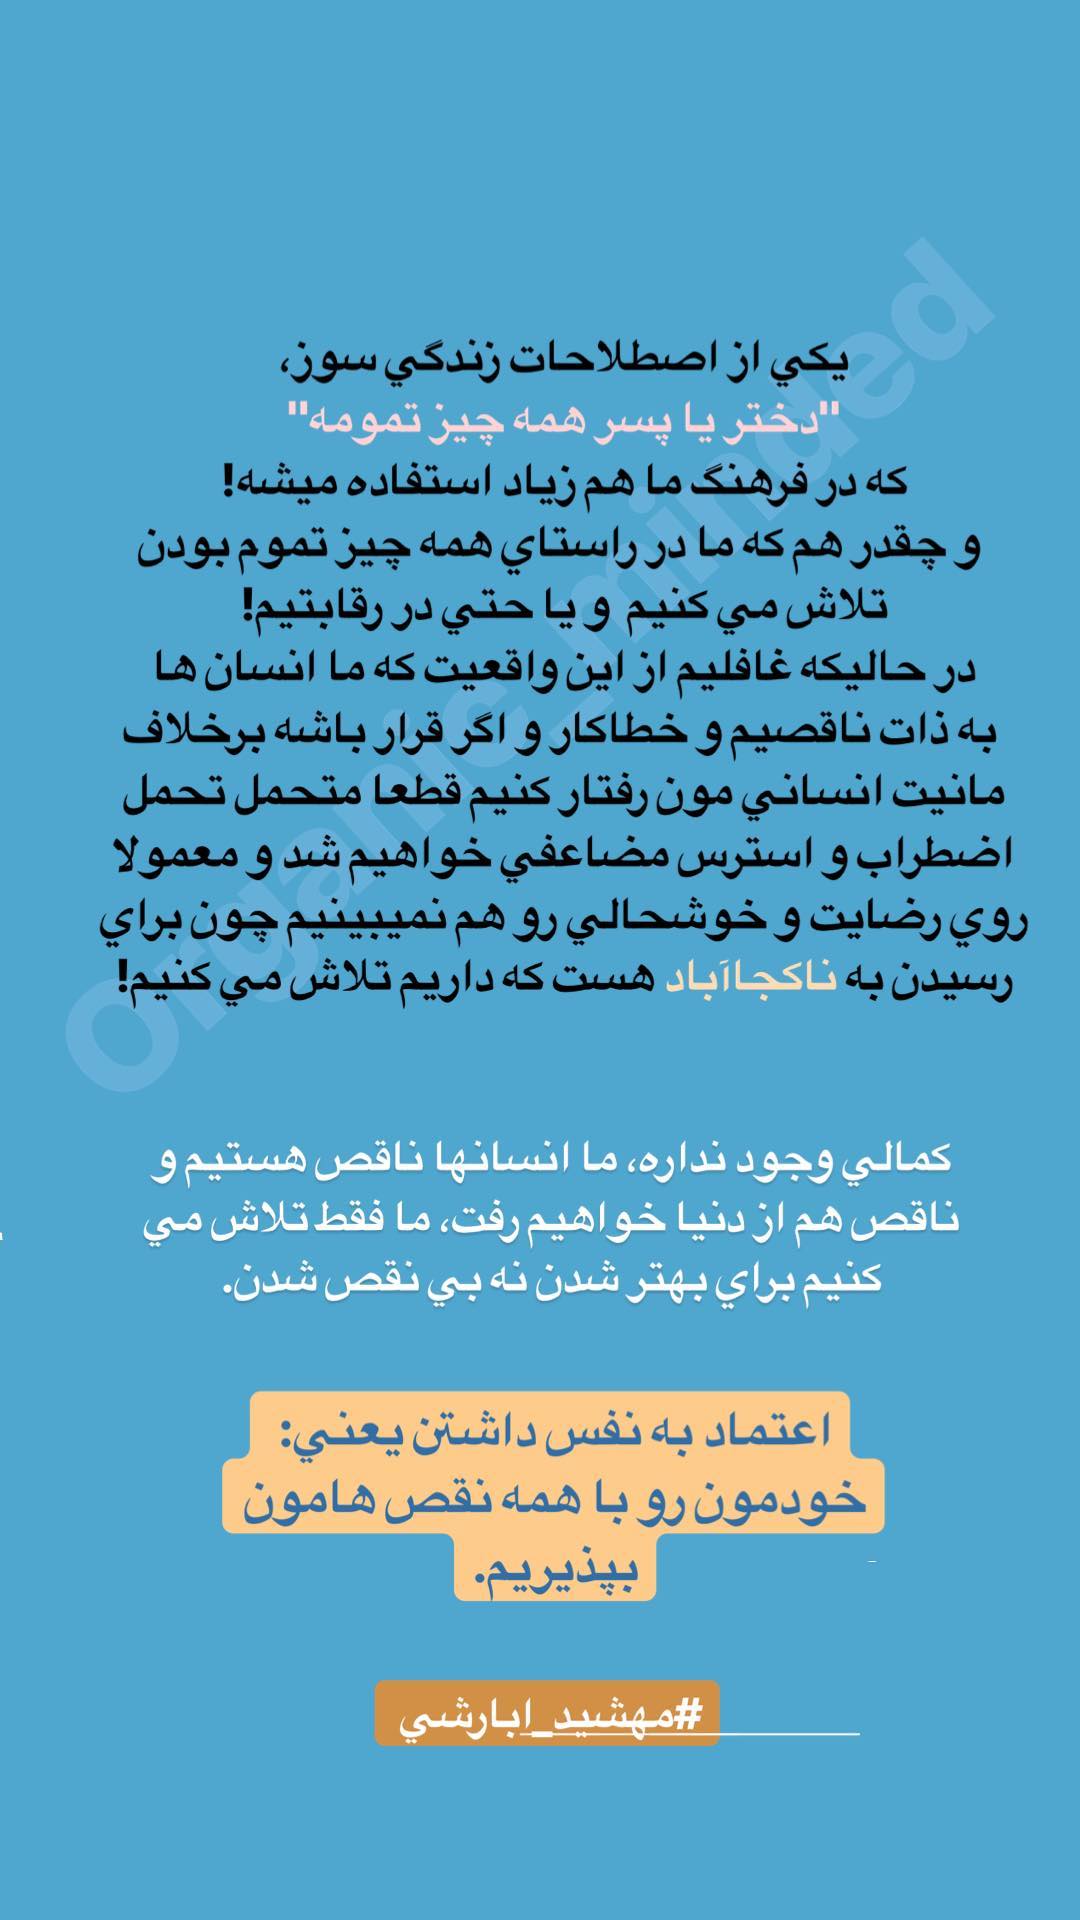 يكي از اصطلاحات زندگي سوز،
"دختر يا پسر همه چيز تمومه"
كه در فرهنگ ما هم زياد استفاده ميشه!
و چقدر هم كه ما در راستاي همه چيز تموم بودن
تلاش مي كنيم و يا حتي در رقابتيم!
در حاليكه غافليم از اين واقعيت كه ما انسان ها
به ذات ناقصيم و خطاكار و اگر قرار باشه برخلاف
مانيت انساني مون رفتار كنيم قطعا متحمل تحمل
اضطراب و استرس مضاعفي خواهيم شد و معمولا
روي رضايت و خوشحالي رو هم نميبينيم چون براي
رسيدن به ناكجاآباد هست كه داريم تلاش مي كنيم!
Organic_minded
كمالي وجود نداره، ما انسانها ناقص هستيم و
ناقص هم از دنيا خواهيم رفت، ما فقط تلاش مي
كنيم براي بهتر شدن نه بي نقص شدن.
اعتماد به نفس داشتن يعني:
خودمون رو با همه نقص هامون
بپذيريم.
#مهشيد_ابارشي